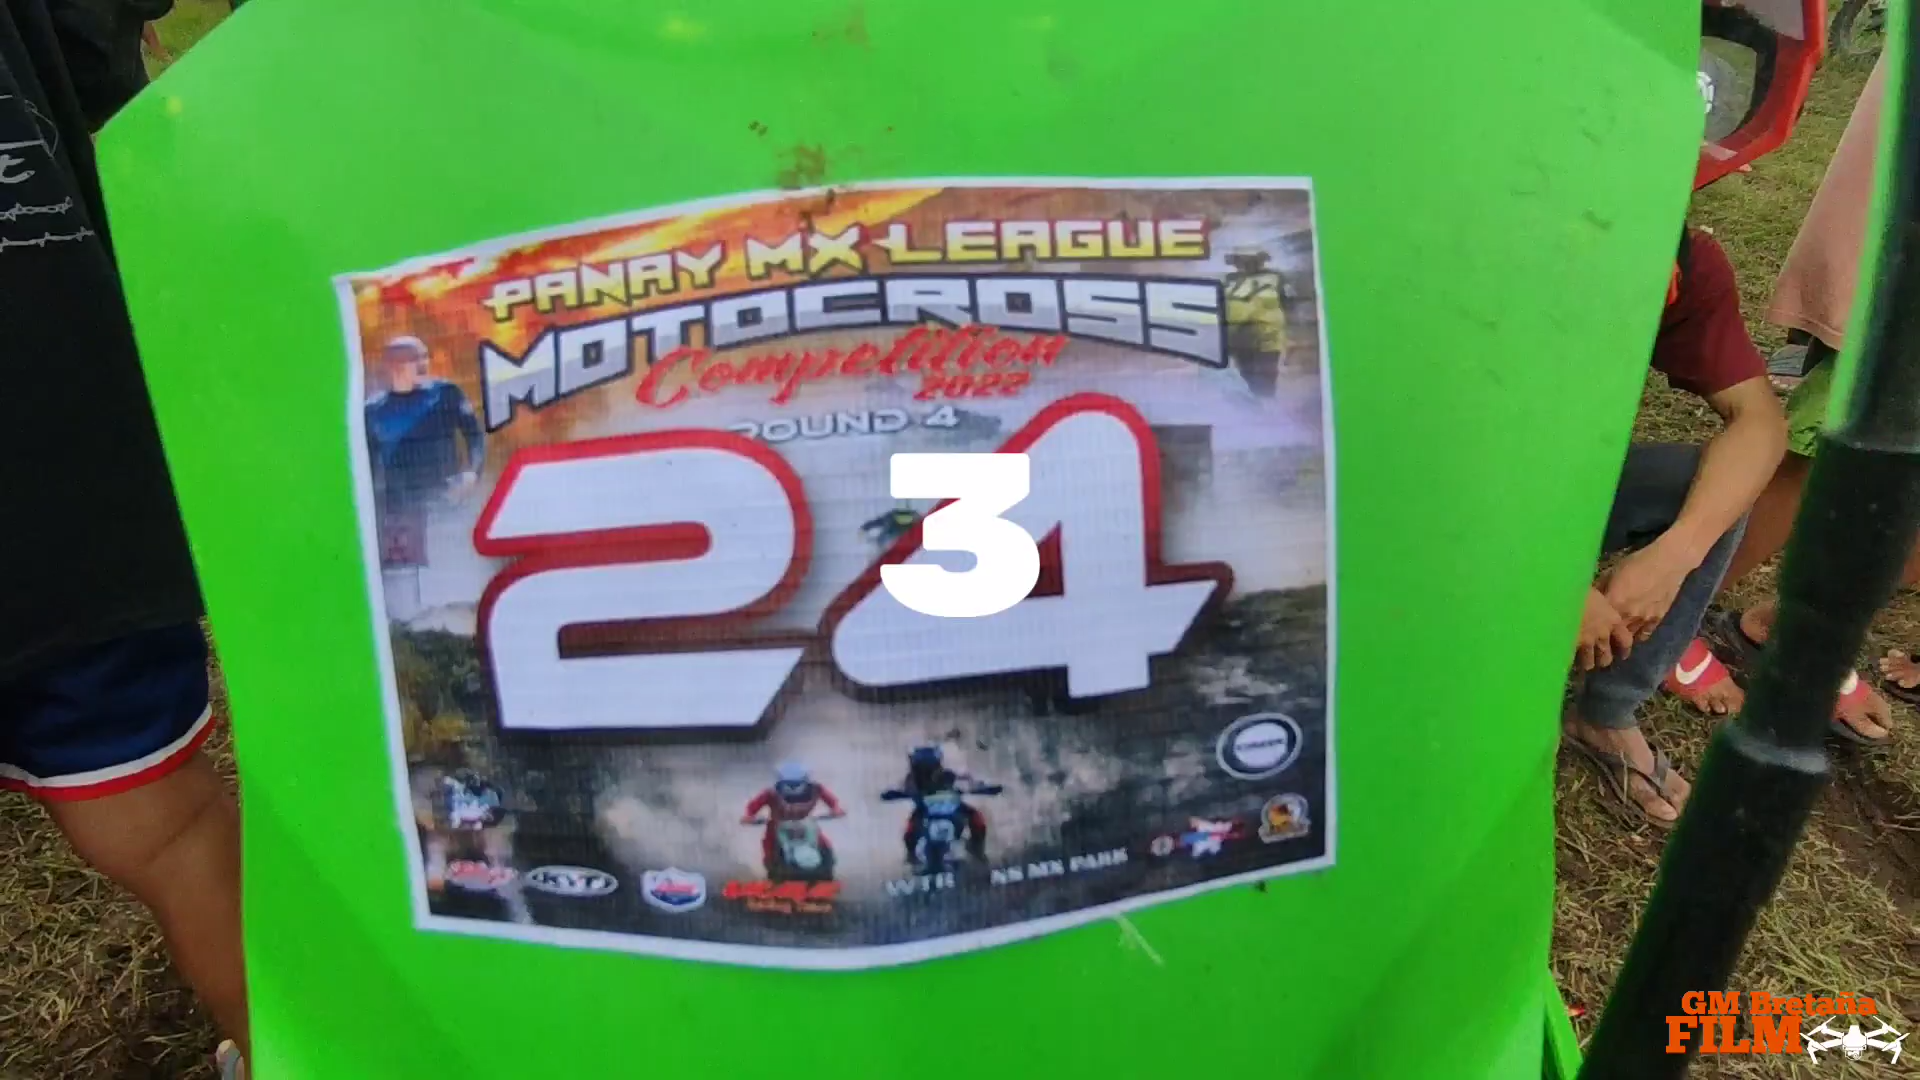 PANAY MX LEAGUE
MOTOCROSS
Competition
2022
ROUND 4
24
3
WTR
NS MX PARK
GM Bretaña
FILM